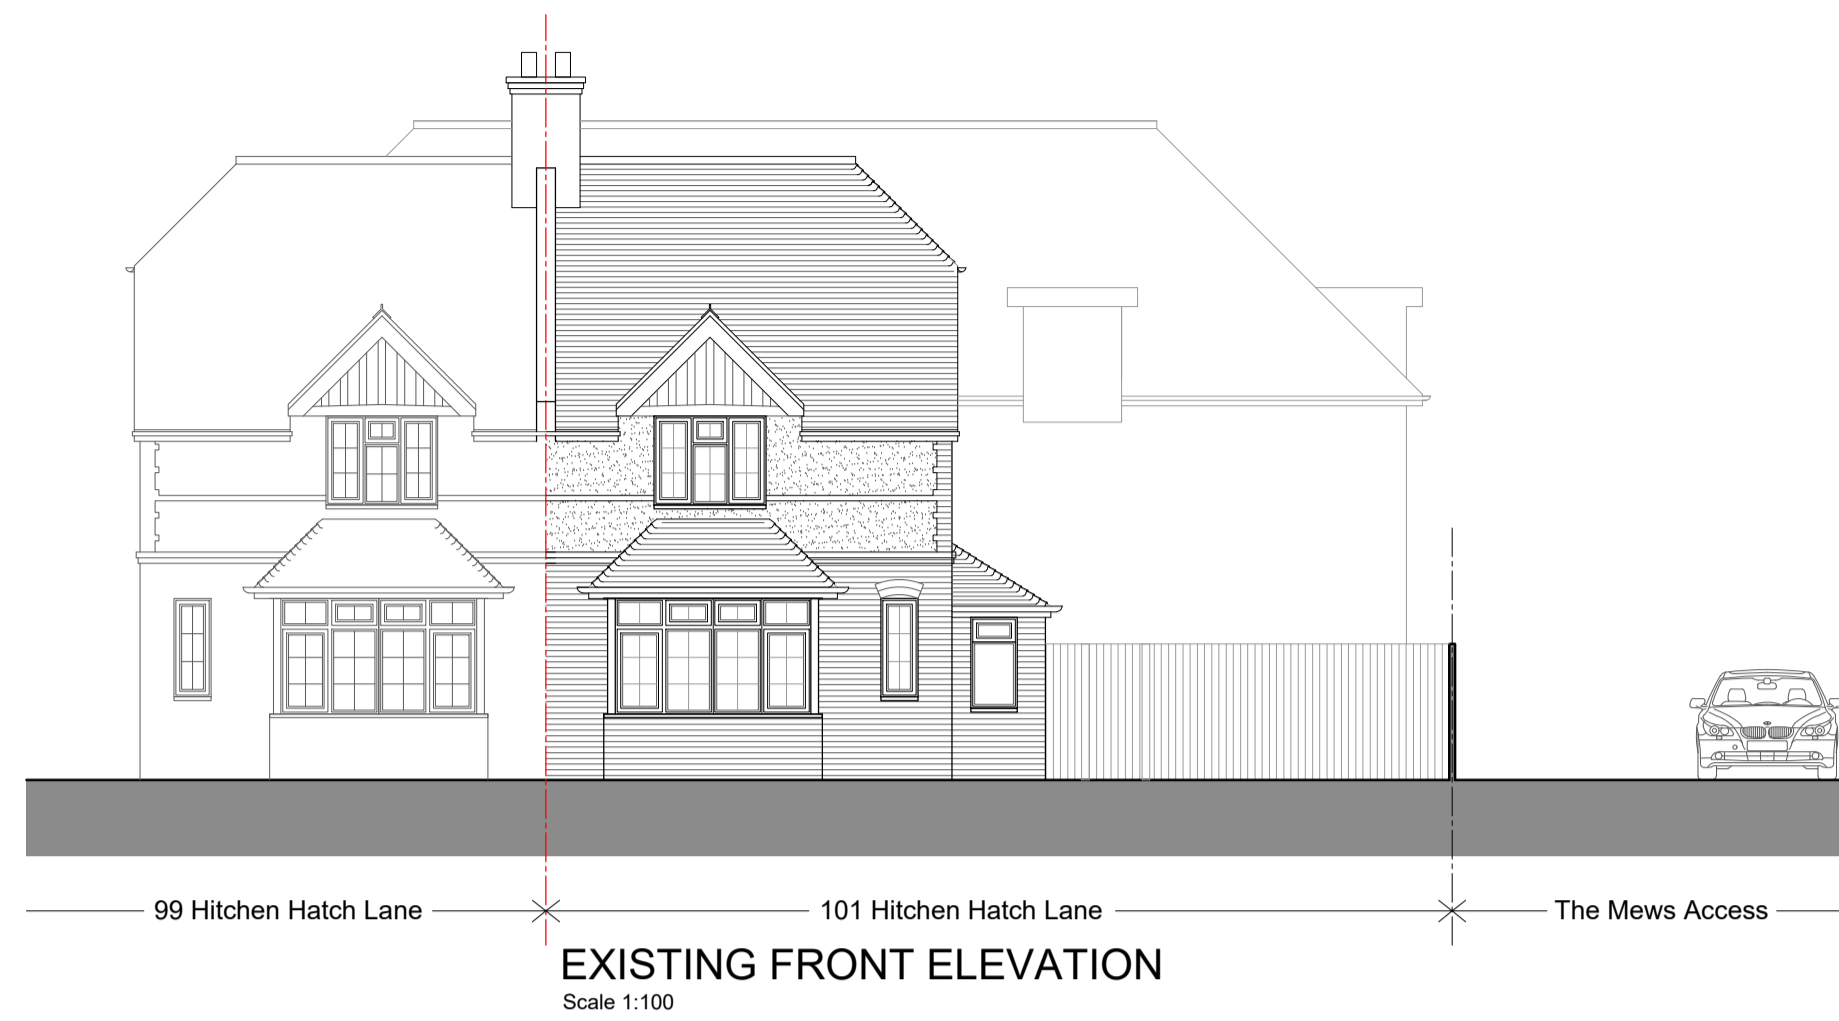 99 Hitchen Hatch Lane
101 Hitchen Hatch Lane
The Mews Access
EXISTING FRONT ELEVATION
Scale 1:100